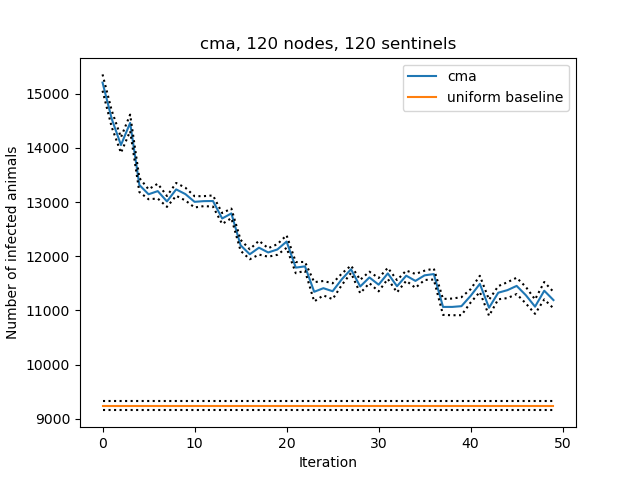 cma, 120 nodes, 120 sentinels
cma
uniform baseline
Number of infected animals
15000
14000
13000
12000
11000
10000
9000
0 10 20 30 40 50
Iteration